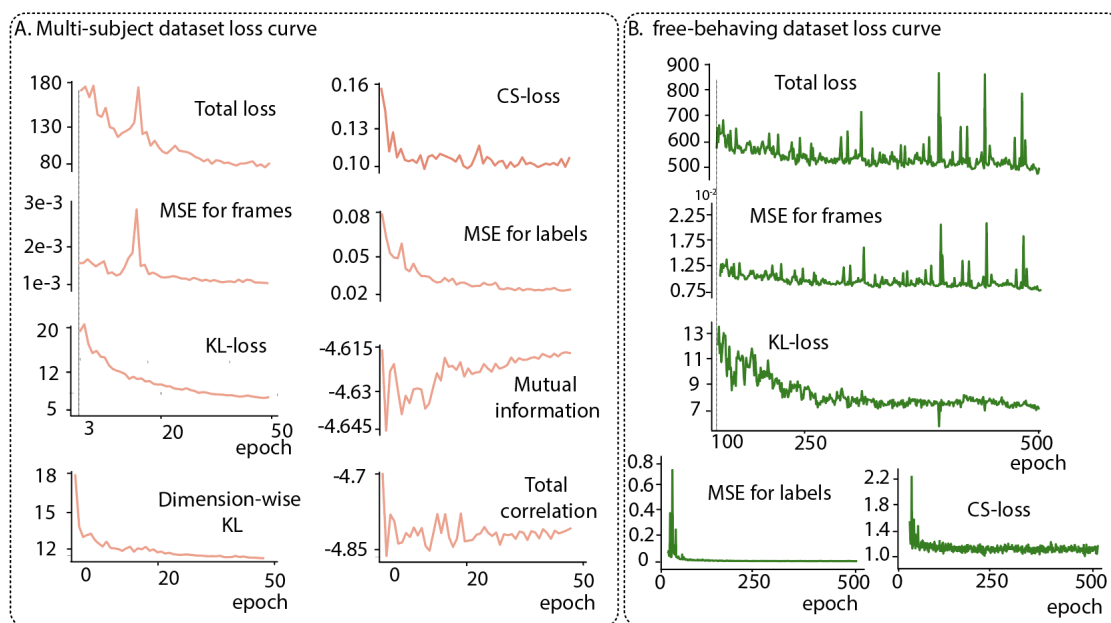 A. Multi-subject dataset loss curve
180
130
80
Total loss
0.16
0.13
0.10
CS-loss
3e-3
2e-3
1e-3
MSE for frames
0.08
0.05
0.02
MSE for labels
20
12
5
KL-loss
3
20
50
epoch
-4.615
-4.63
-4.645
Mutual
information
18
15
12
Dimension-wise
KL
0
20
50
epoch
-4.7
-4.85
Total
correlation
0
20
50
epoch
B. free-behaving dataset loss curve
900
800
700
600
500
Total loss
10-2
2.25
1.75
1.25
0.75
MSE for frames
13
11
9
7
KL-loss
100
250
500
epoch
0.8
0.6
0.4
0.2
0
MSE for labels
0
250
500
epoch
2.2
1.8
1.4
1.0
CS-loss
0
250
500
epoch